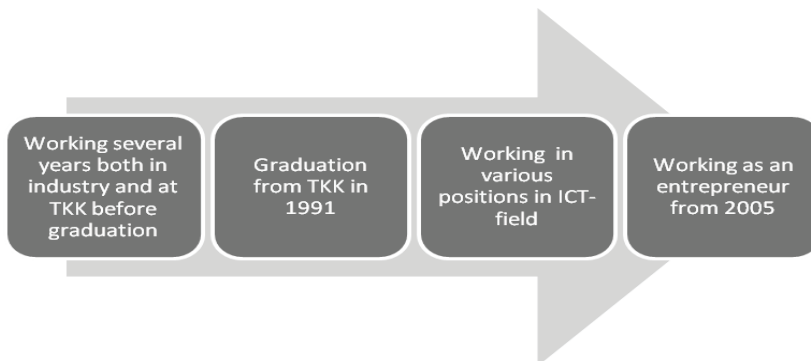 Working several
years both in
industry and at
TKK before
graduation
Graduation
from TKK in
1991
Working in
various
positions in ICT-
field
Working as an
entrepreneur
from 2005